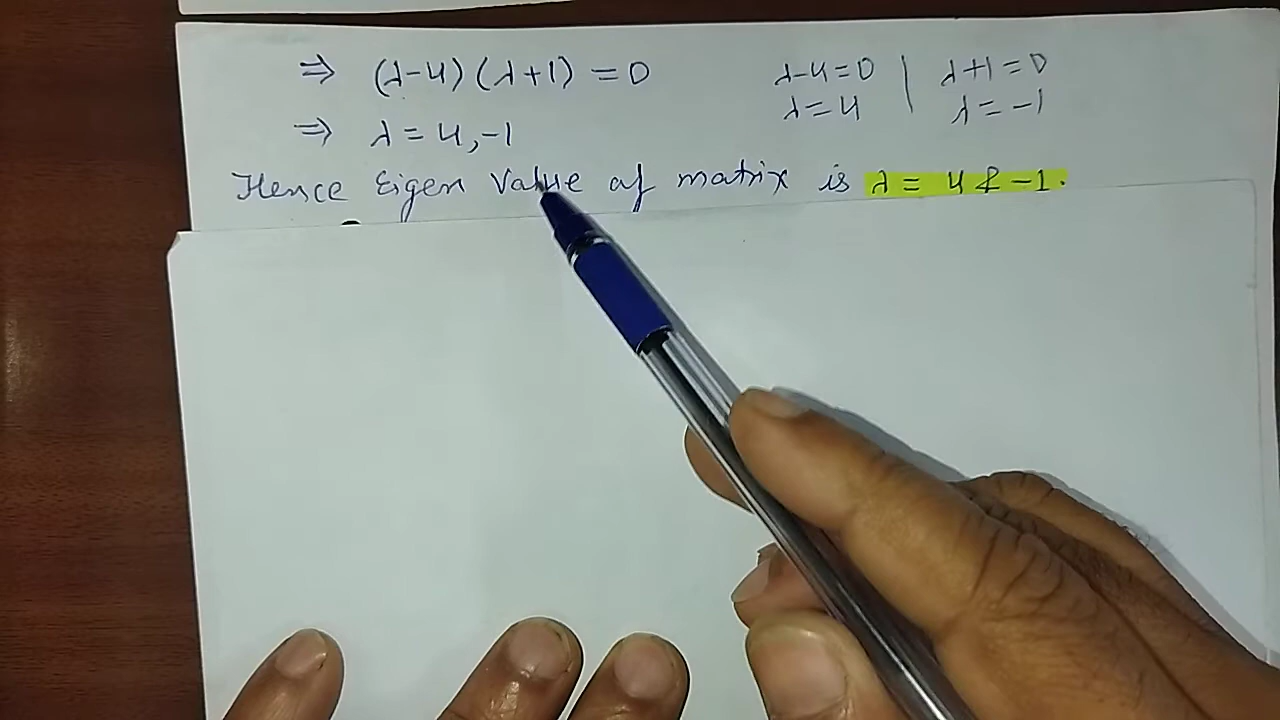 ⇒ (λ-4)(λ+1) = 0
λ-4=0 | λ+1=0
λ=4 | λ=-1
⇒ λ = 4, -1
Hence Eigen Value of matrix is λ = 4 & -1.